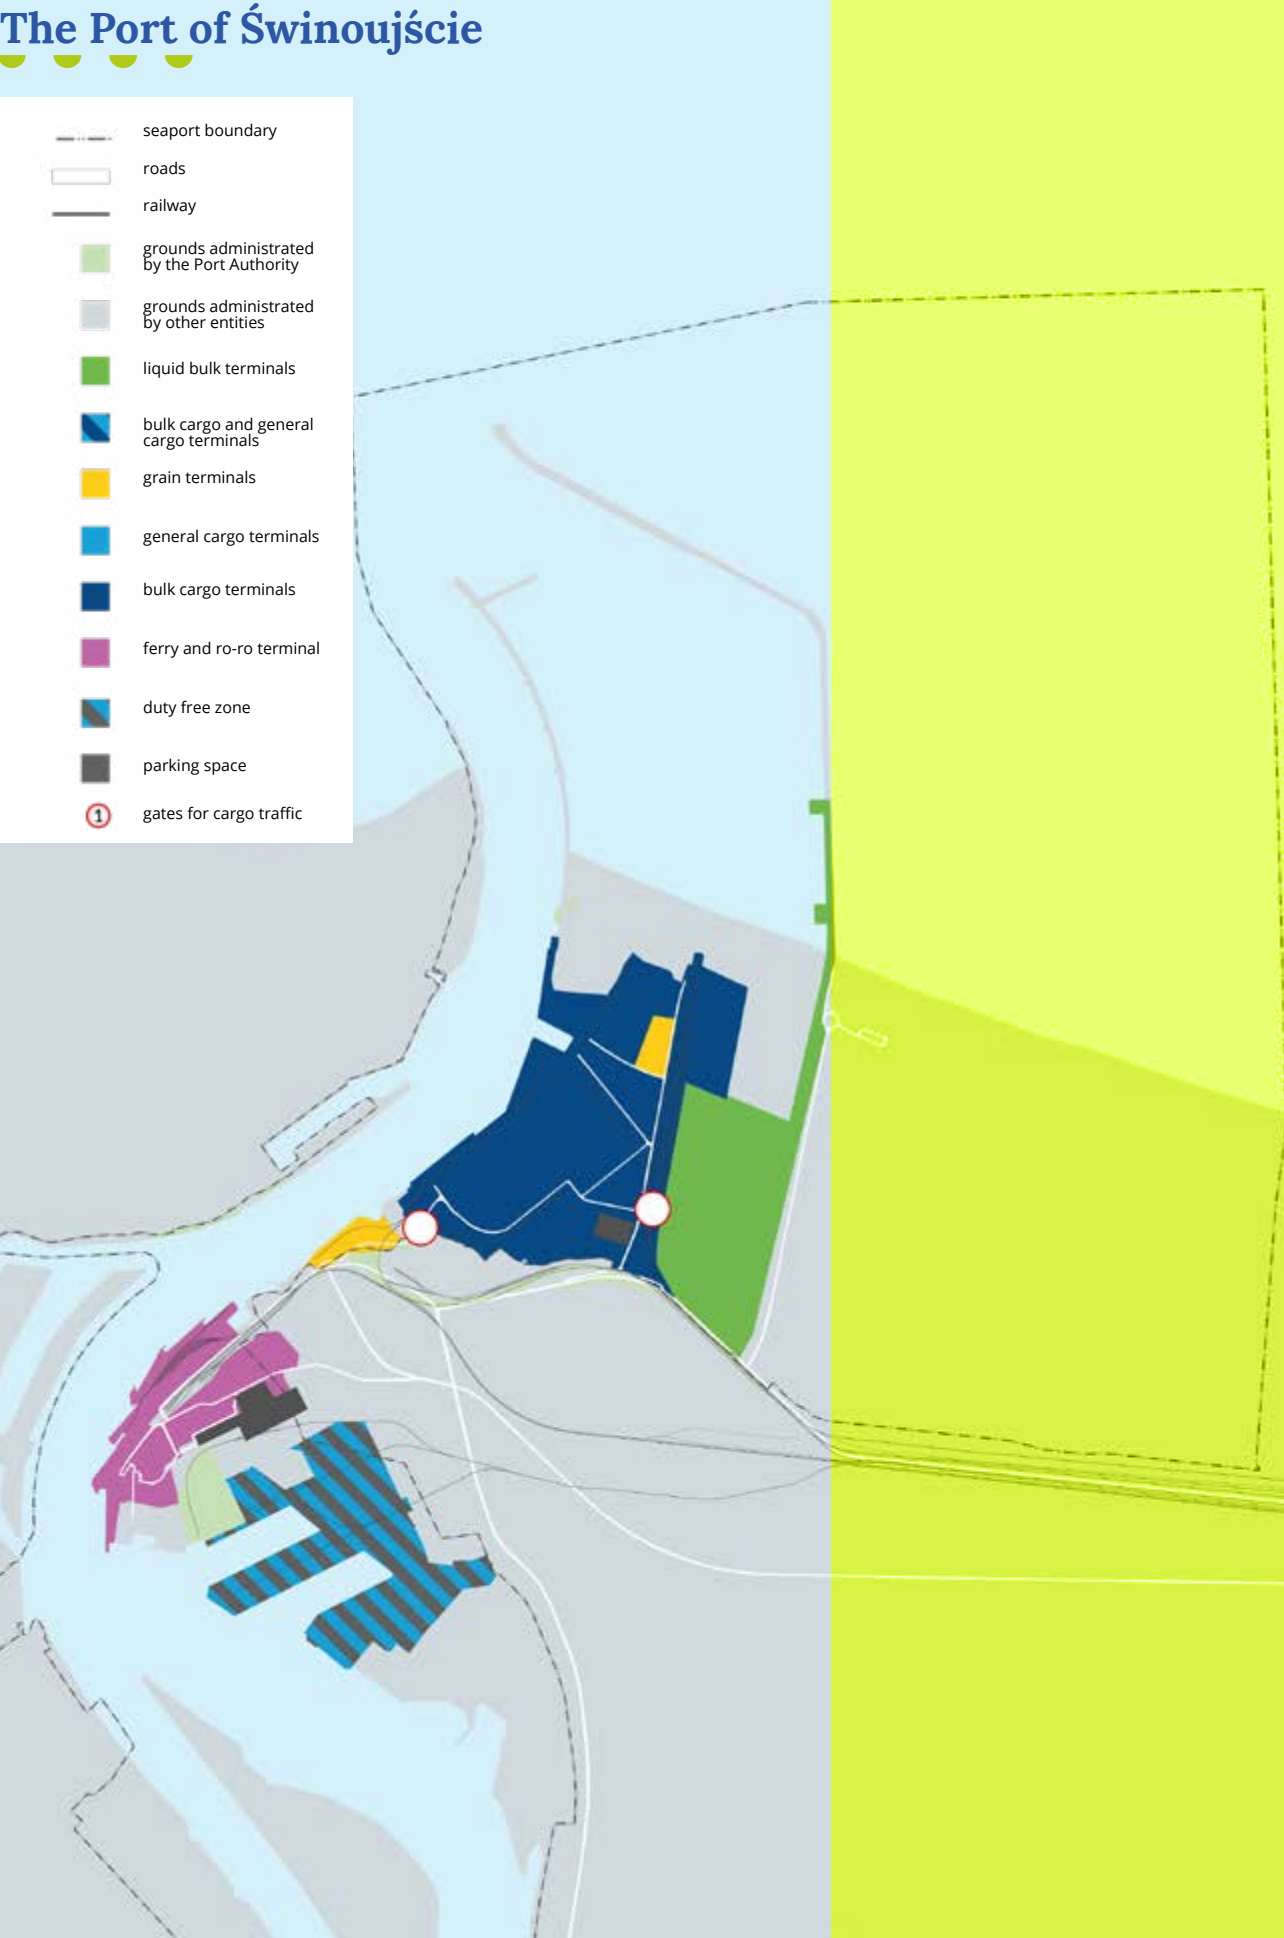 The Port of Świnoujście
seaport boundary
roads
railway
grounds administrated
by the Port Authority
grounds administrated
by other entities
liquid bulk terminals
bulk cargo and general
cargo terminals
grain terminals
general cargo terminals
bulk cargo terminals
ferry and ro-ro terminal
duty free zone
parking space
1
gates for cargo traffic